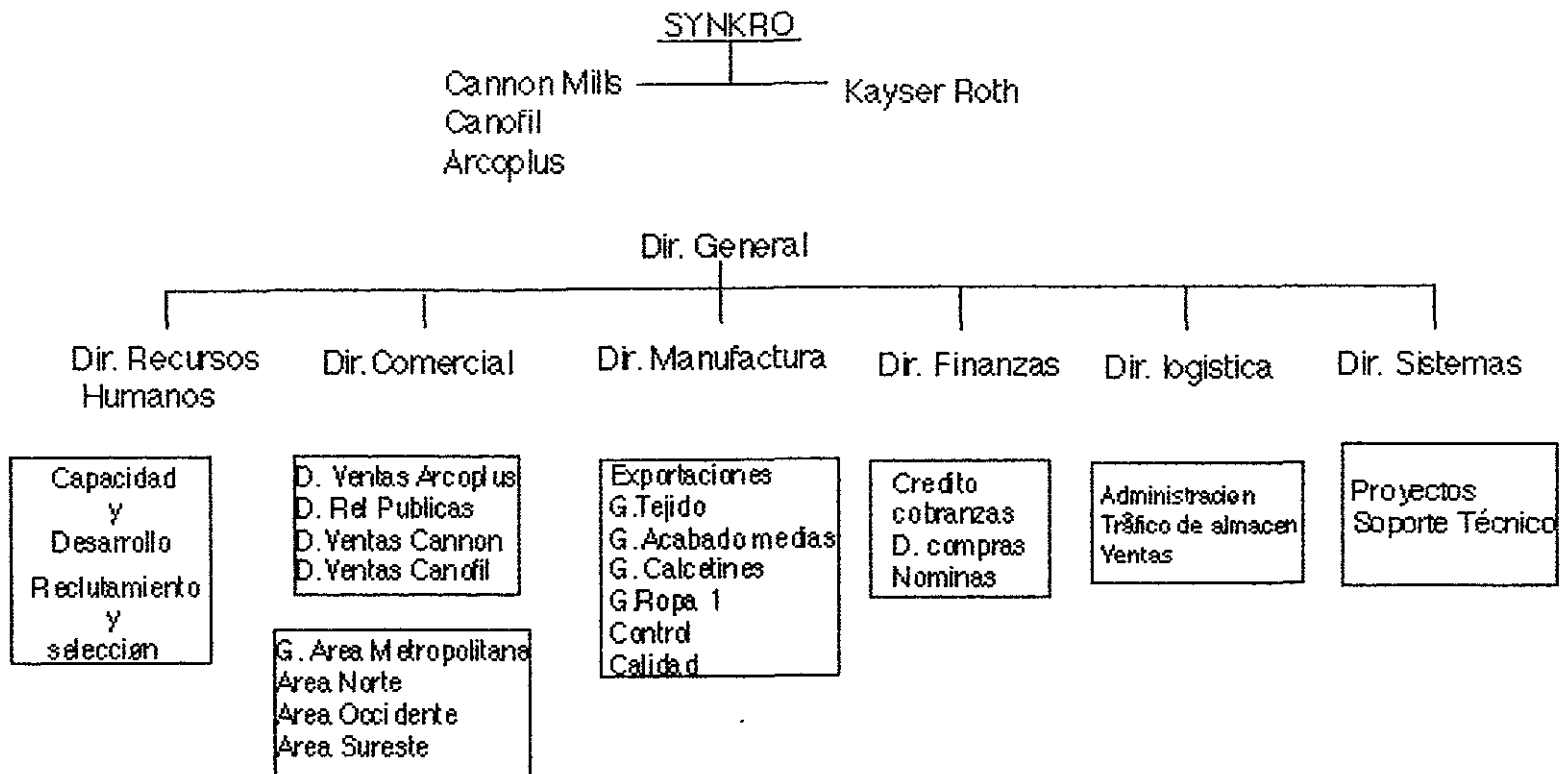 SYNKRO
Cannon Mills
Kayser Roth
Canofil
Arcoplus
Dir. General
Dir. Recursos
Humanos
Dir. Comercial
Dir. Manufactura
Dir. Finanzas
Dir. logistica
Dir. Sistemas
Capacidad
y
Desarrollo
Reclutamiento
y
seleccion
D. Ventas Arcoplus
D. Rel Publicas
D. Ventas Cannon
D. Ventas Canofil
G. Area Metropolitana
Area Norte
Area Occidente
Area Sureste
Exportaciones
G.Tejido
G.Acabado medias
G. Calcetines
G.Ropa 1
Control
Calidad
Credito
cobranzas
D. compras
Nominas
Administracion
Tráfico de almacen
Ventas
Proyectos
Soporte Técnico